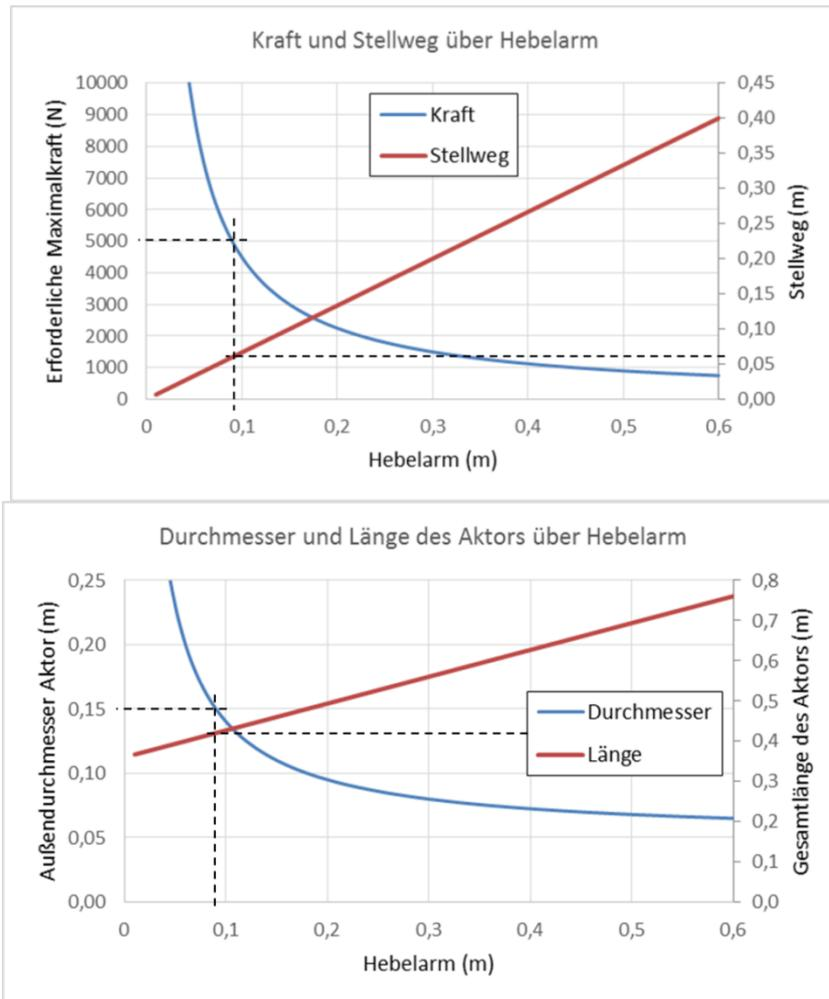 Kraft und Stellweg über Hebelarm
Erforderliche Maximalkraft (N)
10000
9000
8000
7000
6000
5000
4000
3000
2000
1000
0
Kraft
Stellweg
0,45
0,40
0,35
0,30
0,25
0,20
0,15
0,10
0,05
0,00
Stellweg (m)
0 0,1 0,2 0,3 0,4 0,5 0,6
Hebelarm (m)
Durchmesser und Länge des Aktors über Hebelarm
Außendurchmesser Aktor (m)
0,25
0,20
0,15
0,10
0,05
0,00
Durchmesser
Länge
0,8
0,7
0,6
0,5
0,4
0,3
0,2
0,1
0,0
Gesamtlänge des Aktors (m)
0 0,1 0,2 0,3 0,4 0,5 0,6
Hebelarm (m)